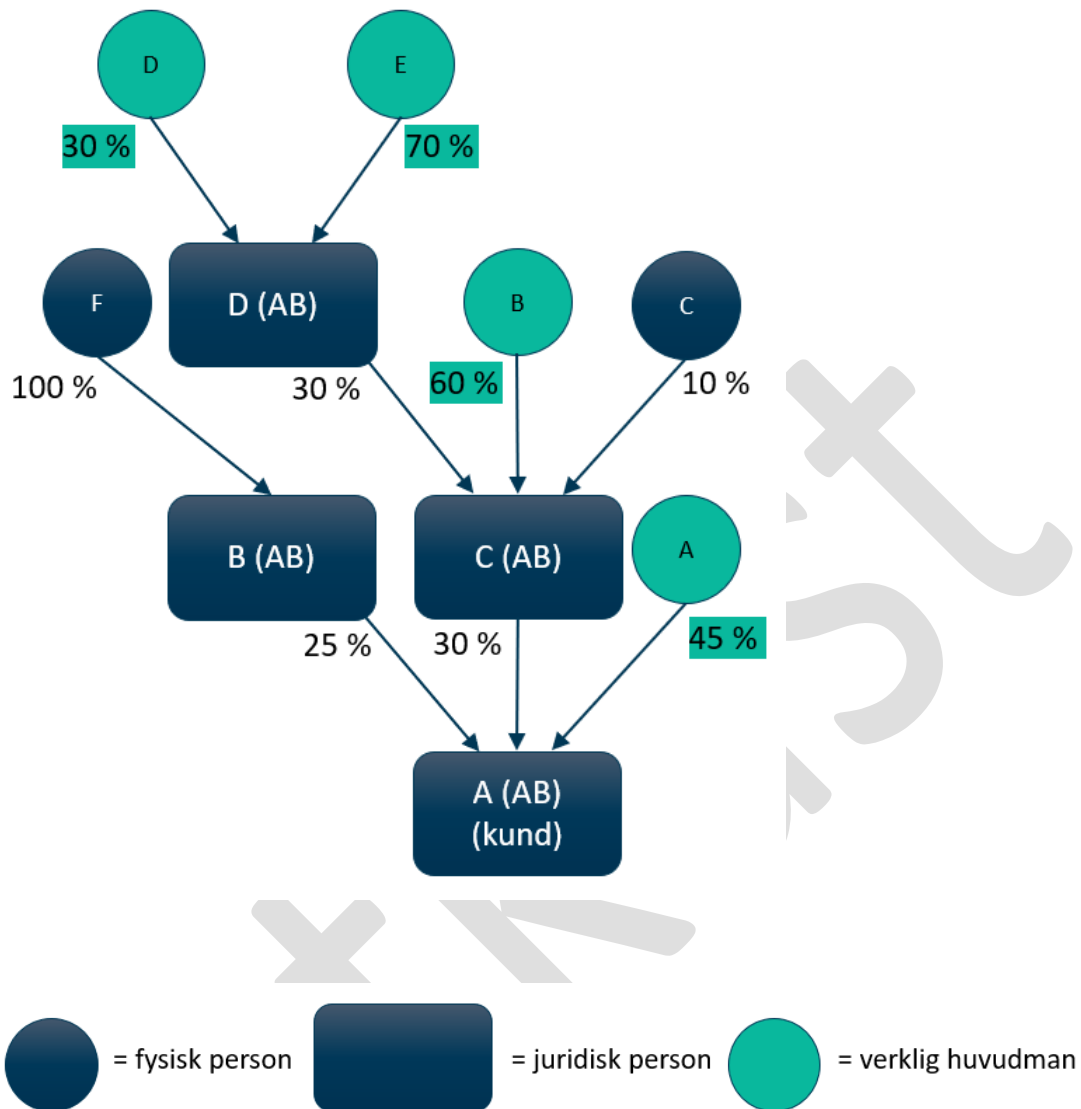 D
E
30 %
70 %
F
D (AB)
B
C
100 %
30 %
60 %
10 %
B (AB)
C (AB)
A
25 %
30 %
45 %
A (AB)
(kund)
= fysisk person
= juridisk person
= verklig huvudman